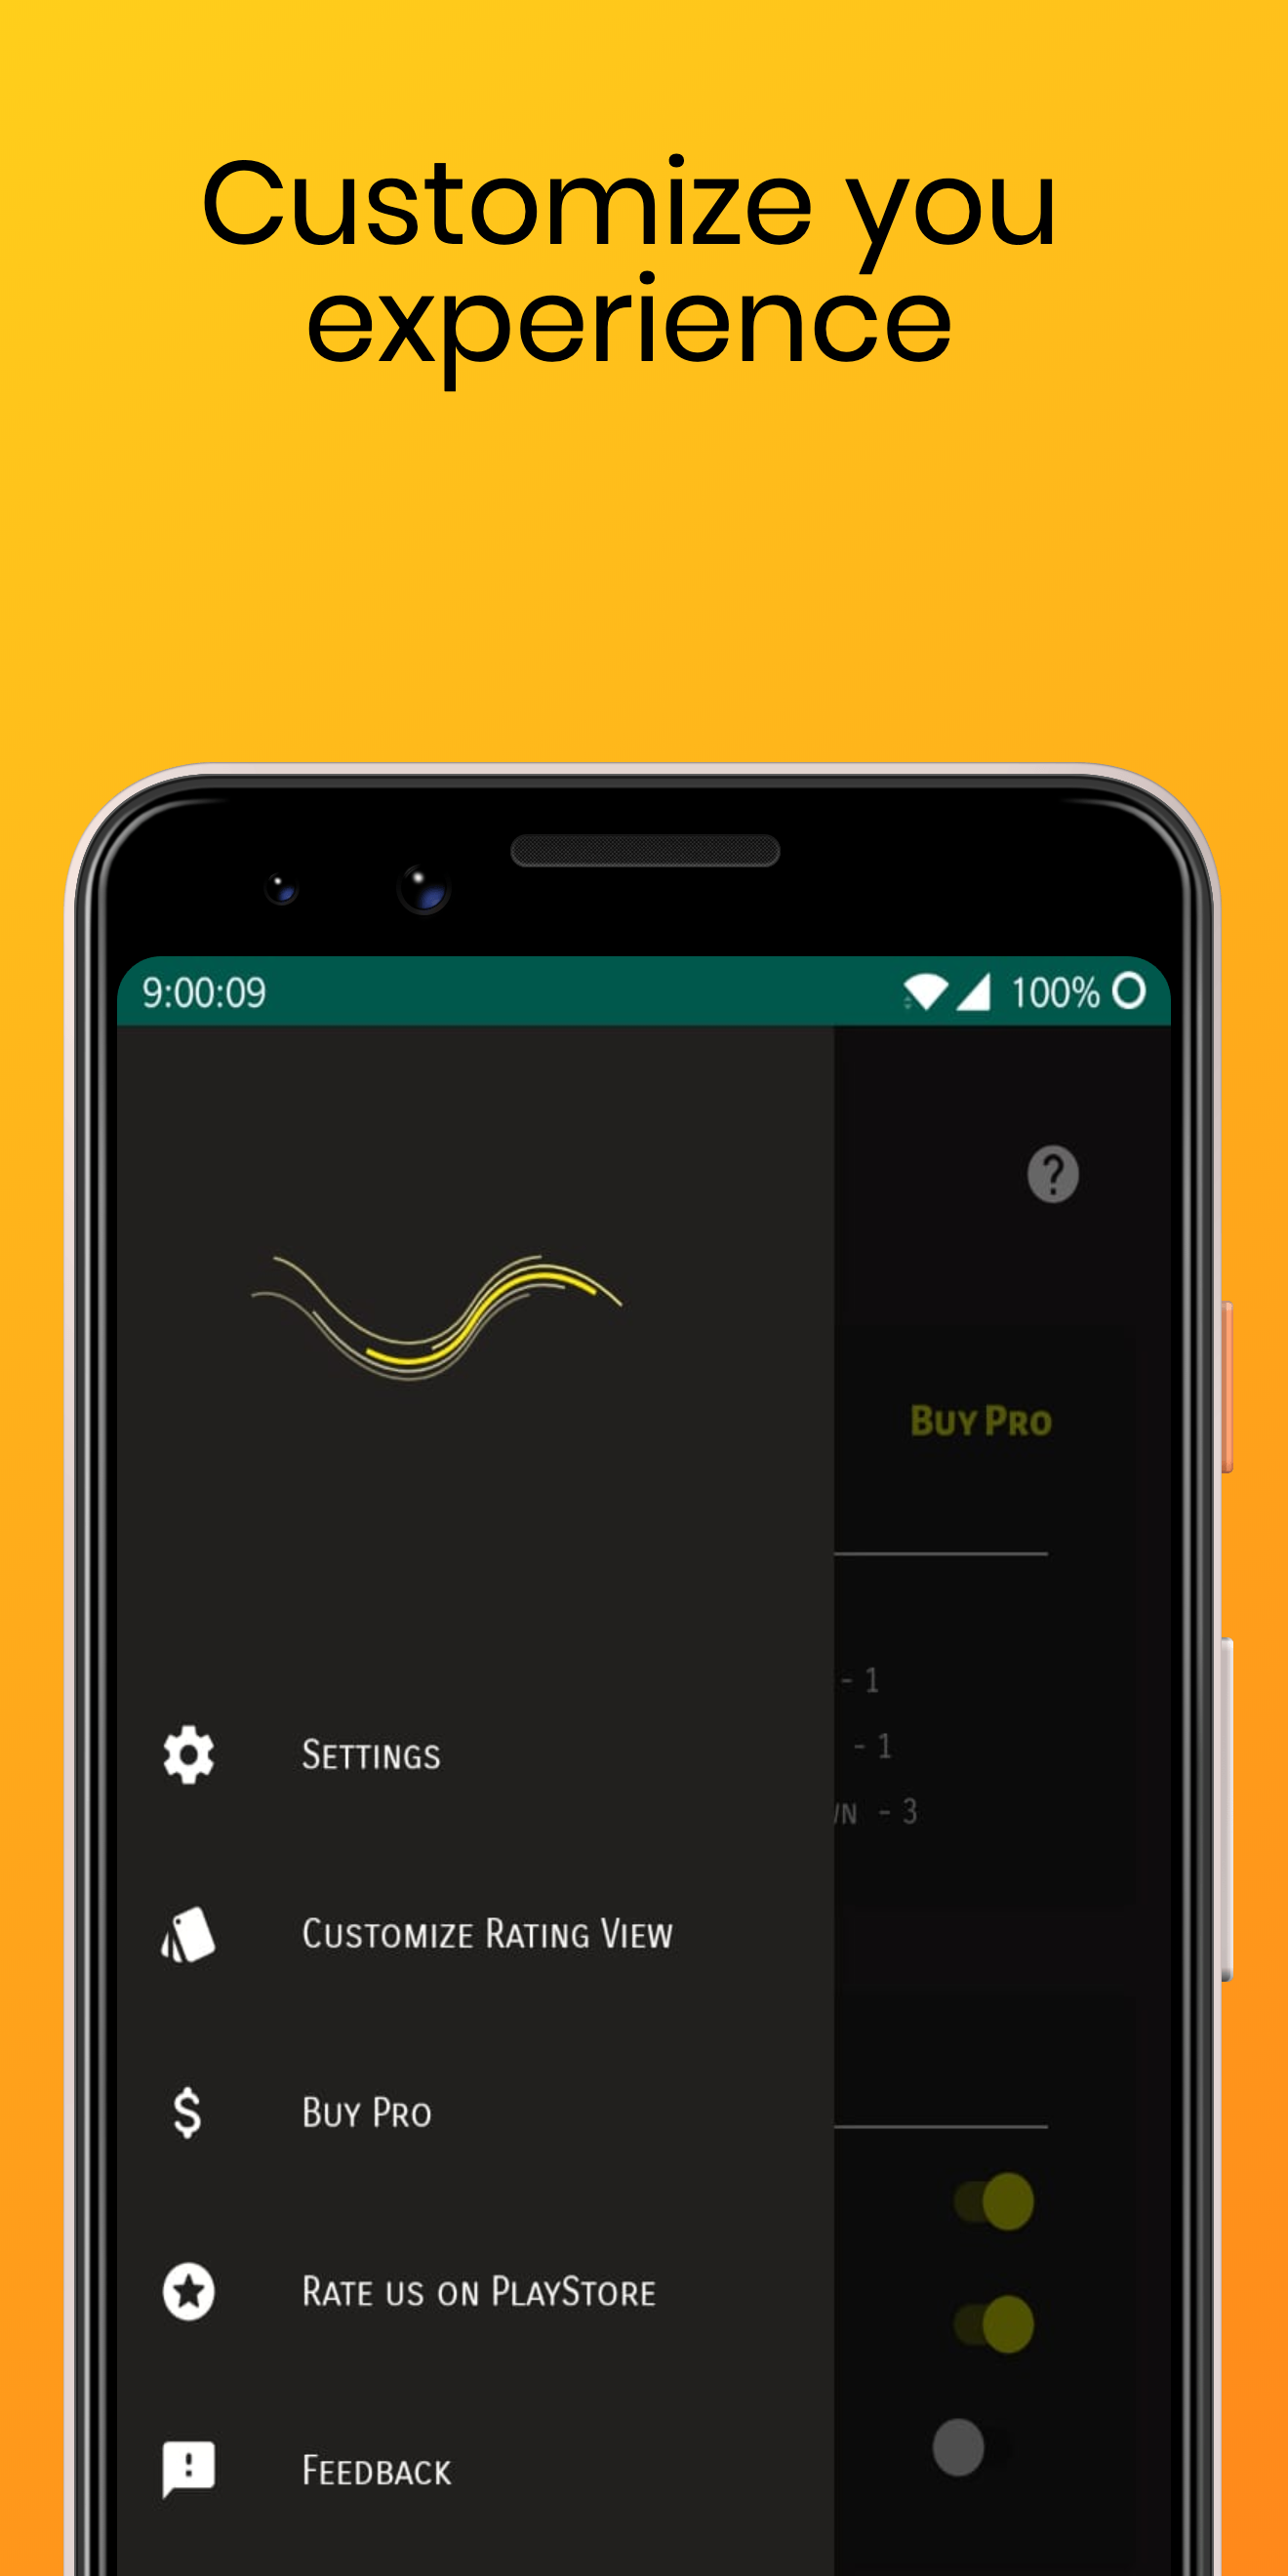 Customize you
experience
9:00:09 100%
Buy Pro
- 1
- 1
- 3
Settings
Customize Rating View
Buy Pro
Rate us on PlayStore
Feedback